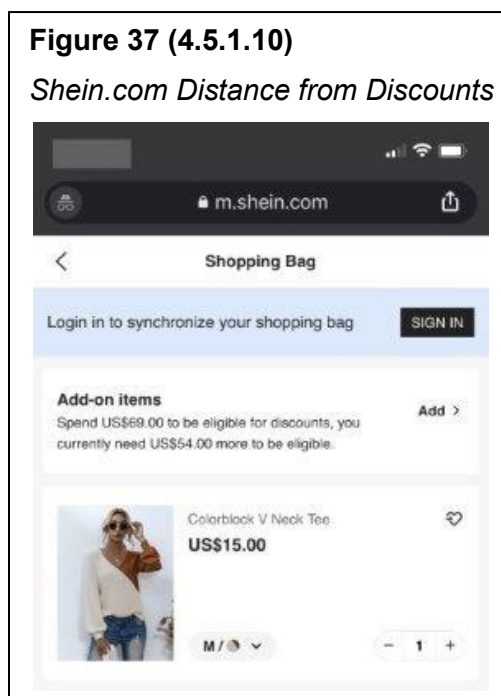 Figure 37 (4.5.1.10)
Shein.com Distance from Discounts
m.shein.com
Shopping Bag
Login in to synchronize your shopping bag
SIGN IN
Add-on items
Spend US$69.00 to be eligible for discounts, you
currently need US$54.00 more to be eligible.
Add >
Colorblock V Neck Tee
US$15.00
M /
- 1 +